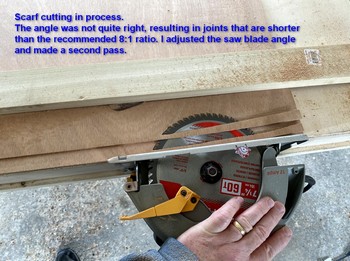 Scarf cutting in process.
The angle was not quite right, resulting in joints that are shorter
than the recommended 8:1 ratio. I adjusted the saw blade angle
and made a second pass.
60T